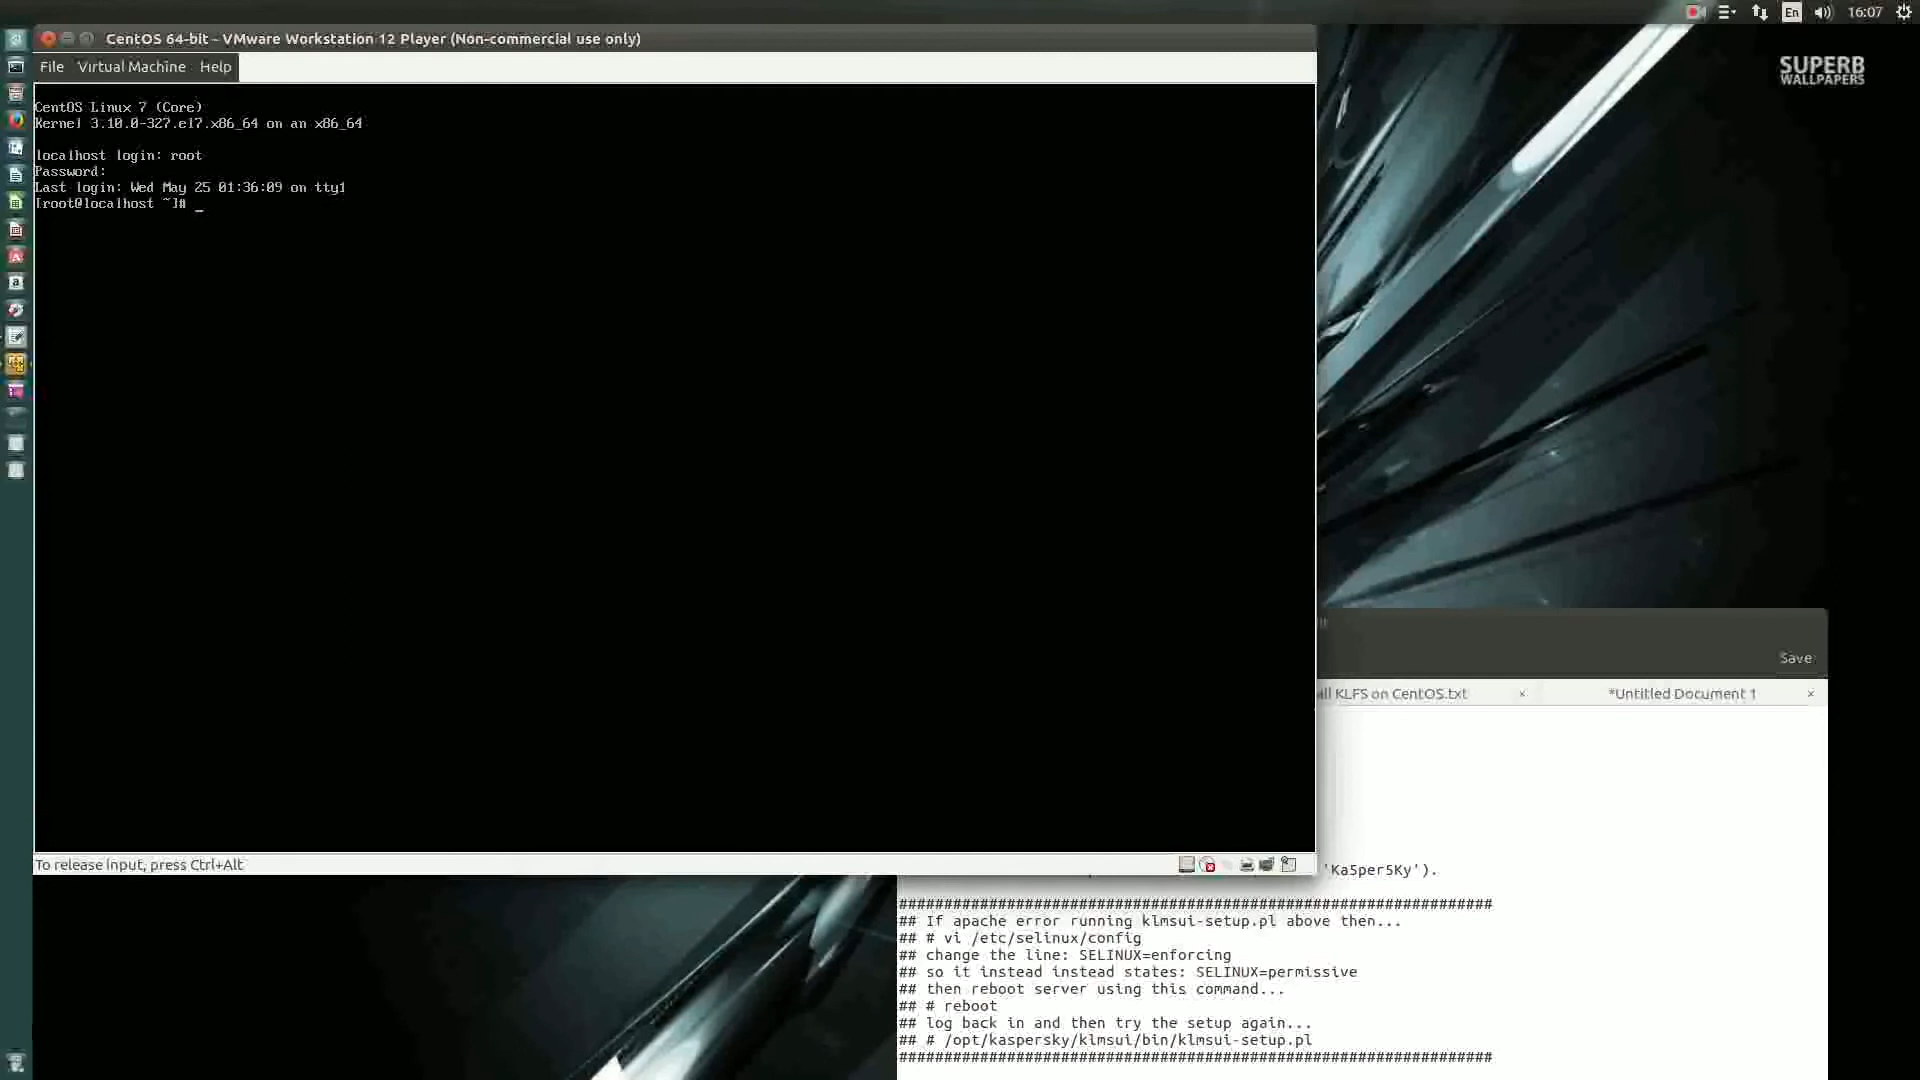 En
16:07
SUPERB
WALLPAPERS
CentOS 64-bit - VMware Workstation 12 Player (Non-commercial use only)
File Virtual Machine Help
CentOS Linux 7 (Core)
Kernel 3.10.0-327.el7.x86_64 on an x86_64
localhost login: root
Password:
Last login: Wed May 25 01:36:09 on tty1
[root@localhost ~]# _
To release input, press Ctrl+Alt
Save
all KLFS on CentOS.txt ×
*Untitled Document 1 ×
'Ka5per5Ky').
##################################################################
## If apache error running klmsui-setup.pl above then...
## # vi /etc/selinux/config
## change the line: SELINUX=enforcing
## so it instead instead states: SELINUX=permissive
## then reboot server using this command...
## # reboot
## log back in and then try the setup again...
## # /opt/kaspersky/klmsui/bin/klmsui-setup.pl
##################################################################